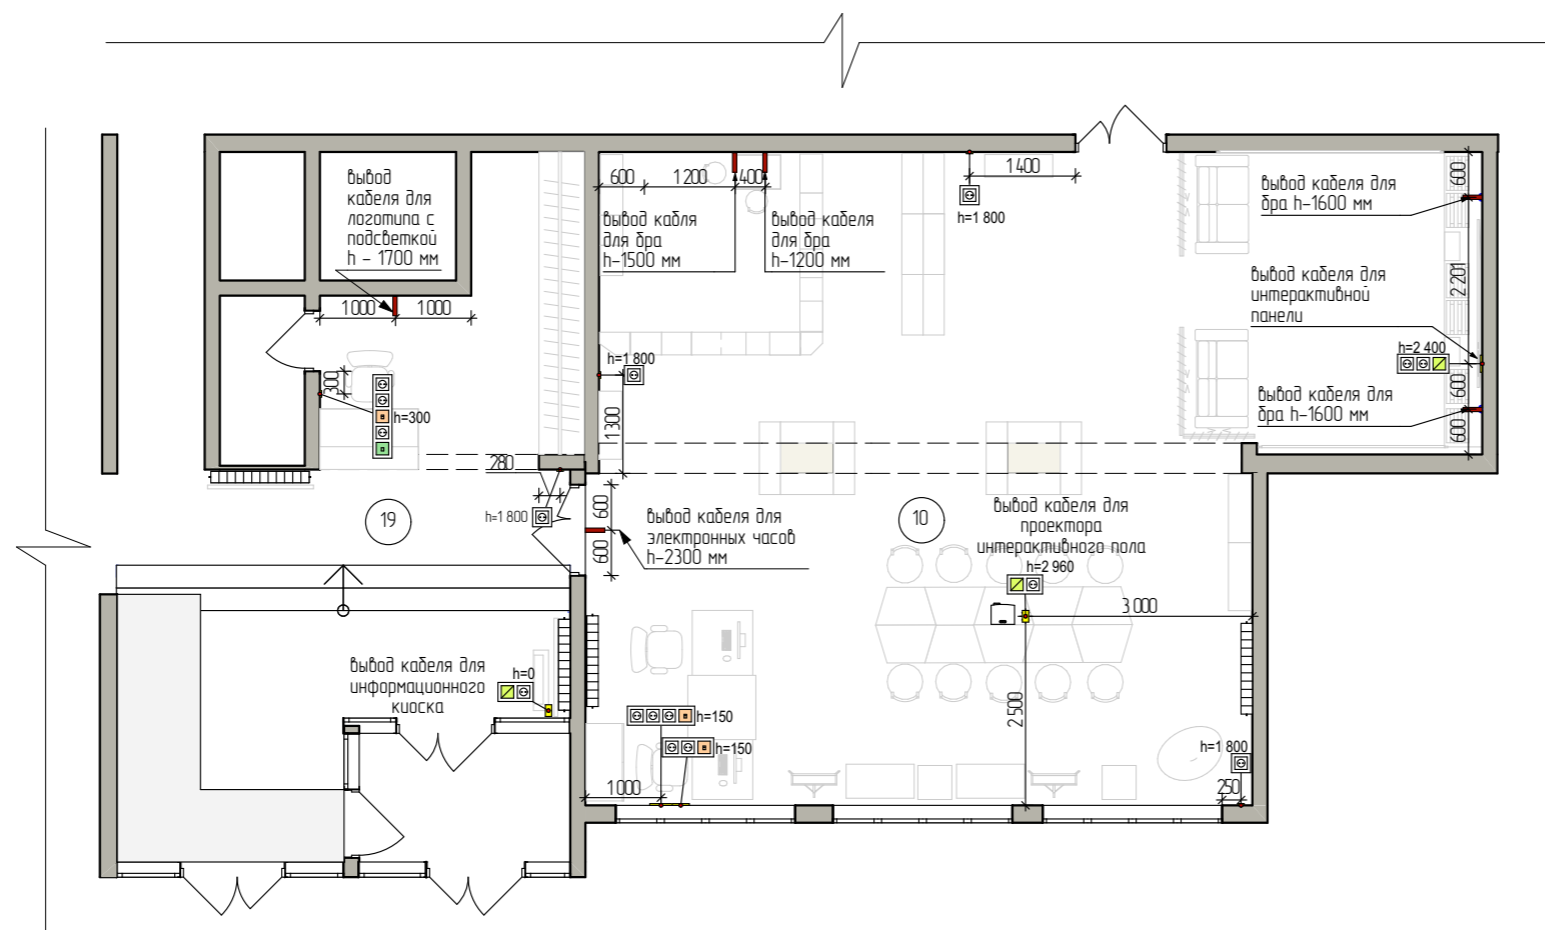 вывод
кабеля для
логотипа с
подсветкой
h – 1700 мм
1000
1000
300
h=300
600
1200
400
вывод кабля
для бра
h–1500 мм
вывод кабеля
для бра
h–1200 мм
1400
h=1 800
вывод кабеля для
бра h–1600 мм
600
2 201
вывод кабеля для
интерактивной
панели
h=2 400
600
вывод кабеля для
бра h–1600 мм
600
h=1 800
1300
280
h=1 800
19
600
600
вывод кабеля для
электронных часов
h–2300 мм
10
вывод кабеля для
проектора
интерактивного пола
h=2 960
3 000
2 500
вывод кабеля для
информационного
киоска
h=0
h=150
h=150
1000
h=1 800
250